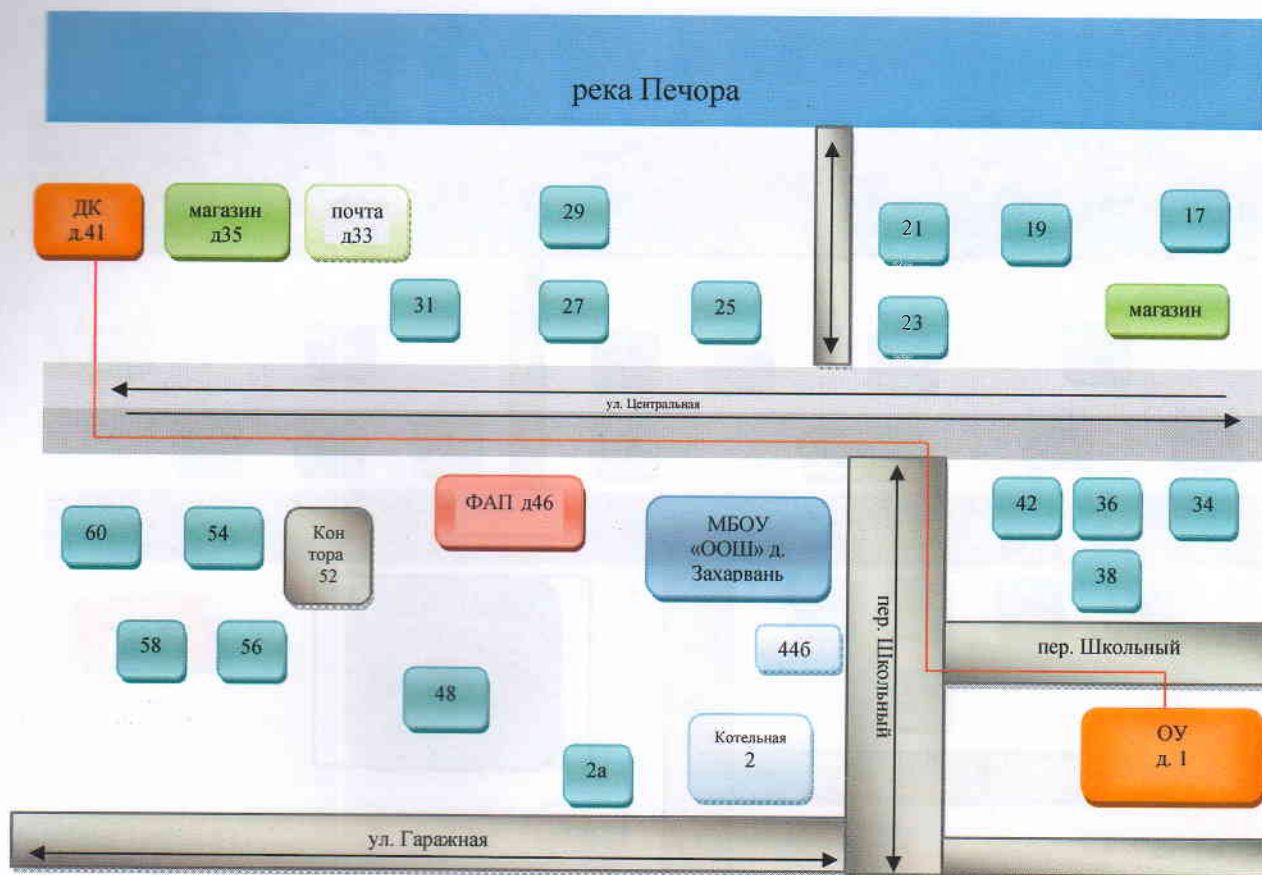 река Печора
ДК
д.41
магазин
д35
почта
д33
29
21
19
17
31
27
25
23
магазин
ул. Центральная
60
54
Кон
тора
52
ФАП д46
МБОУ
«ООШ» д.
Захарвань
42
36
34
38
58
56
48
44б
пер. Школьный
пер. Школьный
2а
Котельная
2
ОУ
д. 1
ул. Гаражная